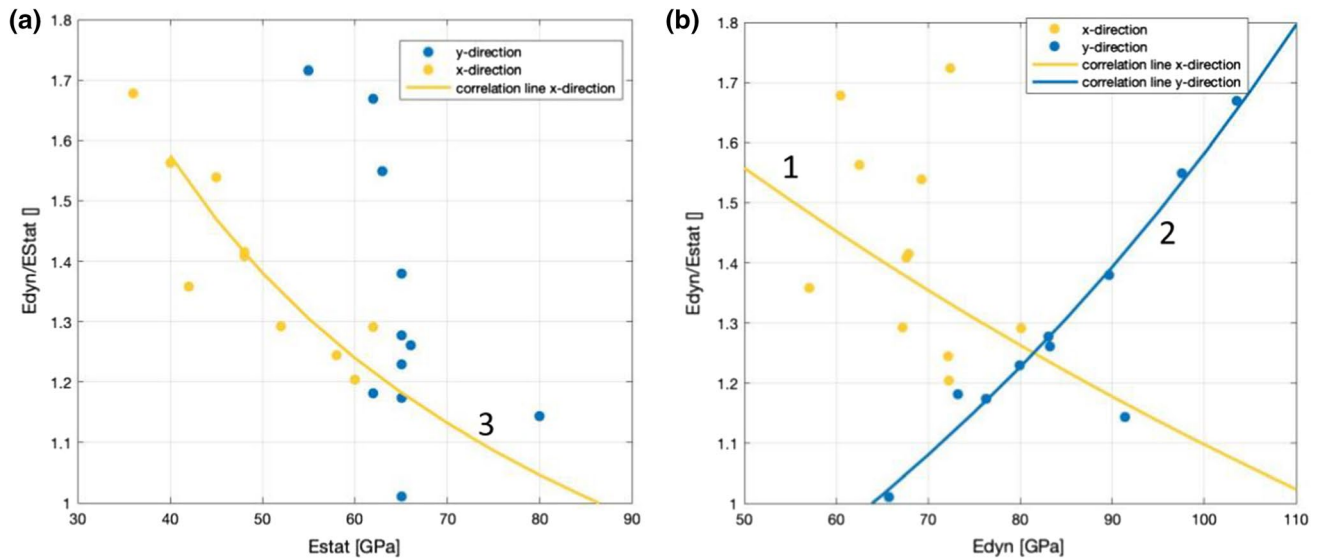 (a)
1.8
1.7
1.6
1.5
1.4
1.3
1.2
1.1
1
Edyn/EStat []
y-direction
x-direction
correlation line x-direction
3
30 40 50 60 70 80 90
Estat [GPa]
(b)
1.8
1.7
1.6
1.5
1.4
1.3
1.2
1.1
1
Edyn/Estat []
x-direction
y-direction
correlation line x-direction
correlation line y-direction
1
2
50 60 70 80 90 100 110
Edyn [GPa]